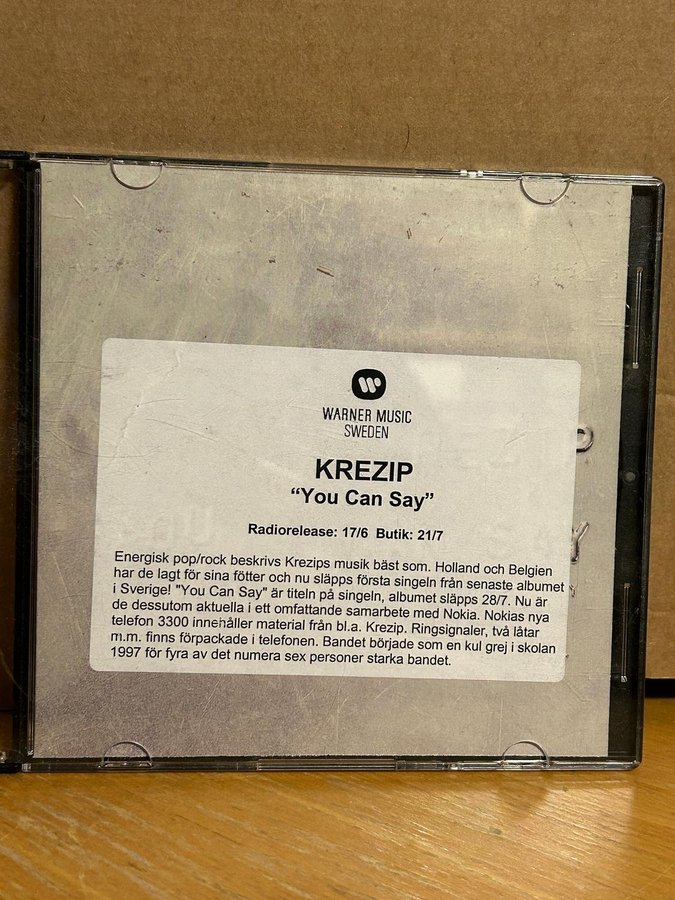 WARNER MUSIC
SWEDEN
KREZIP
“You Can Say”
Radiorelease: 17/6 Butik: 21/7
Energisk pop/rock beskrivs Krezips musik bäst som. Holland och Belgien
har de lagt för sina fötter och nu släpps första singeln från senaste albumet
i Sverige! "You Can Say" är titeln på singeln, albumet släpps 28/7. Nu är
de dessutom aktuella i ett omfattande samarbete med Nokia. Nokias nya
telefon 3300 innehåller material från bl.a. Krezip. Ringsignaler, två låtar
m.m. finns förpackade i telefonen. Bandet började som en kul grej i skolan
1997 för fyra av det numera sex personer starka bandet.